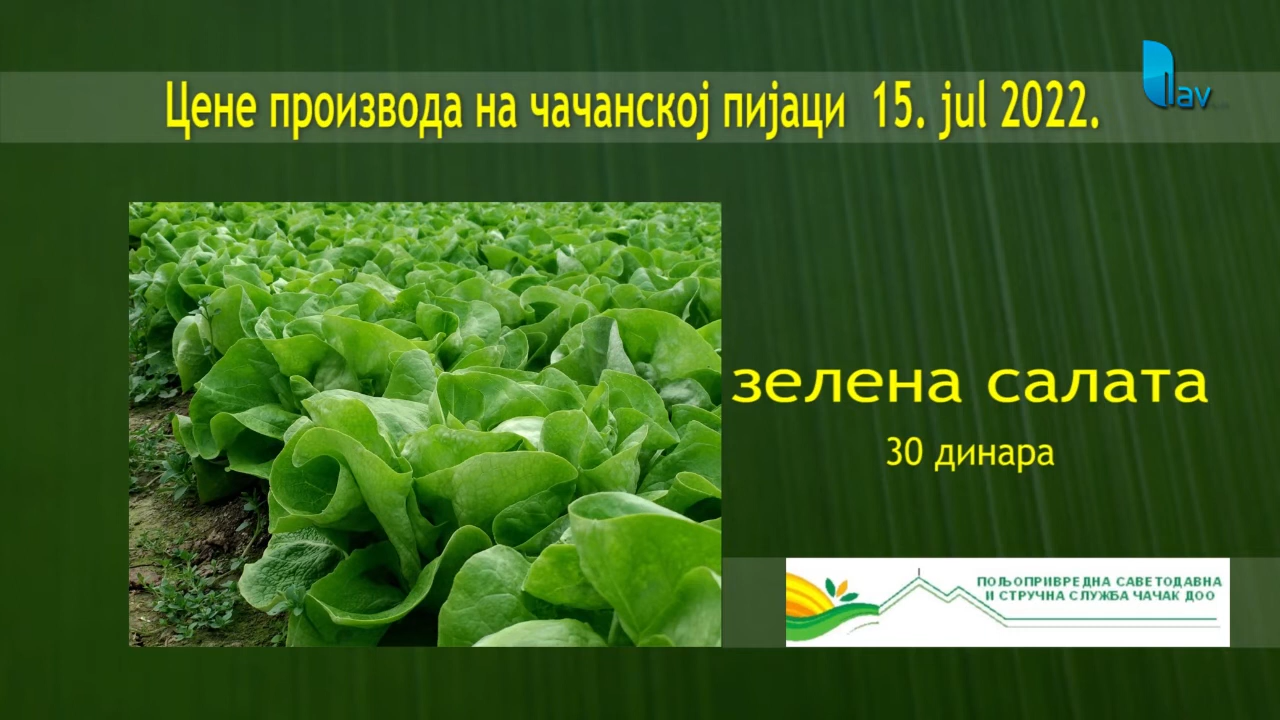 Цене производа на чачанској пијаци 15. jul 2022.
lav
зелена салата
30 динара
ПОЉОПРИВРЕДНА САВЕТОДАВНА
И СТРУЧНА СЛУЖБА ЧАЧАК ДОО